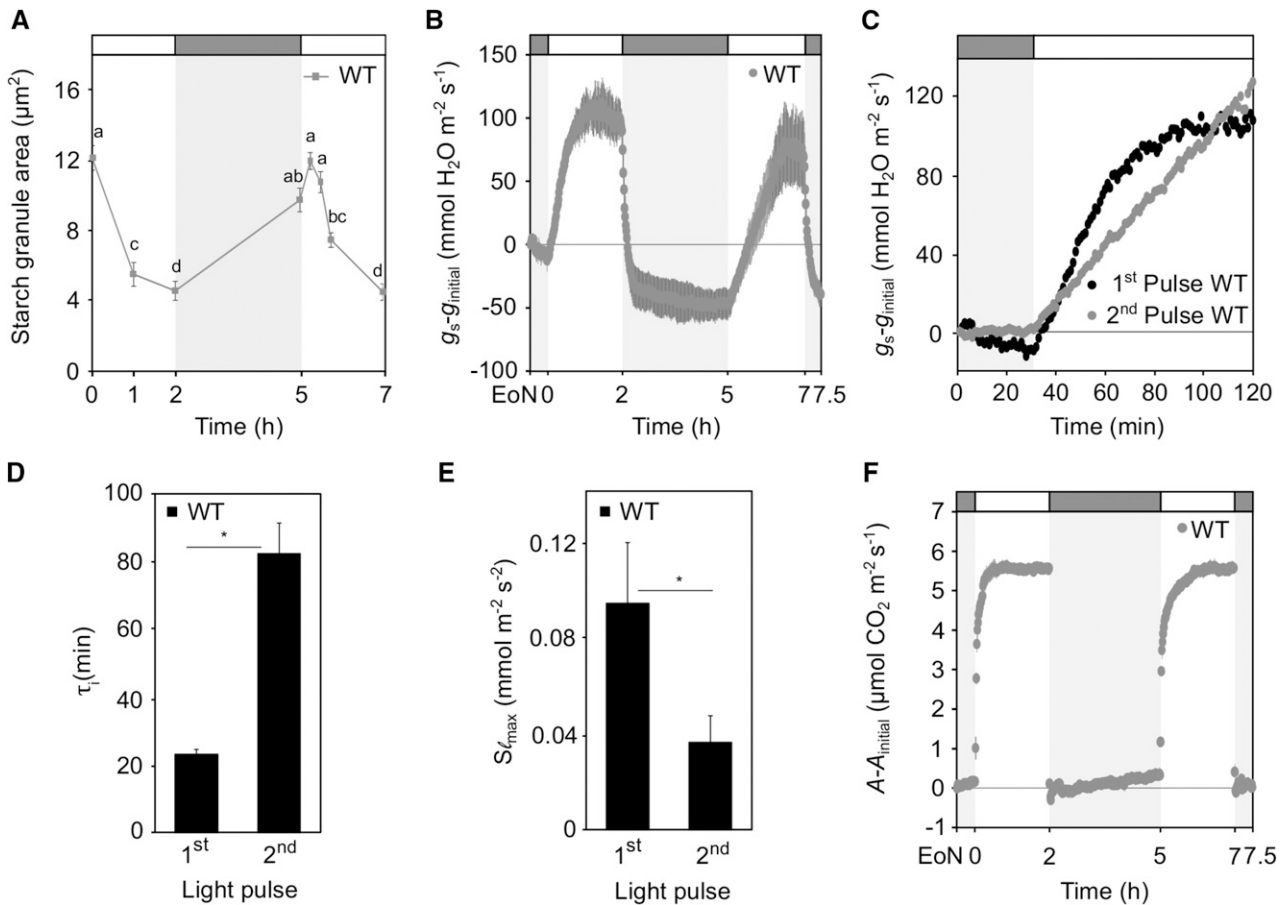 A
Starch granule area (µm²)
16
12
8
4
0
WT
a
c
d
ab
a
a
bc
d
0 1 2 5 7
Time (h)
B
gs-ginitial (mmol H2O m-2 s-1)
150
100
50
0
-50
-100
WT
EoN 0 2 5 7 7.5
Time (h)
C
gs-ginitial (mmol H2O m-2 s-1)
120
80
40
0
1st Pulse WT
2nd Pulse WT
0 20 40 60 80 100 120
Time (min)
D
τi(min)
100
80
60
40
20
0
WT
*
1st 2nd
Light pulse
E
Sℓmax (mmol m-2 s-2)
0.12
0.08
0.04
0
WT
*
1st 2nd
Light pulse
F
A-Ainitial (µmol CO2 m-2 s-1)
7
6
5
4
3
2
1
0
-1
WT
EoN 0 2 5 7 7.5
Time (h)